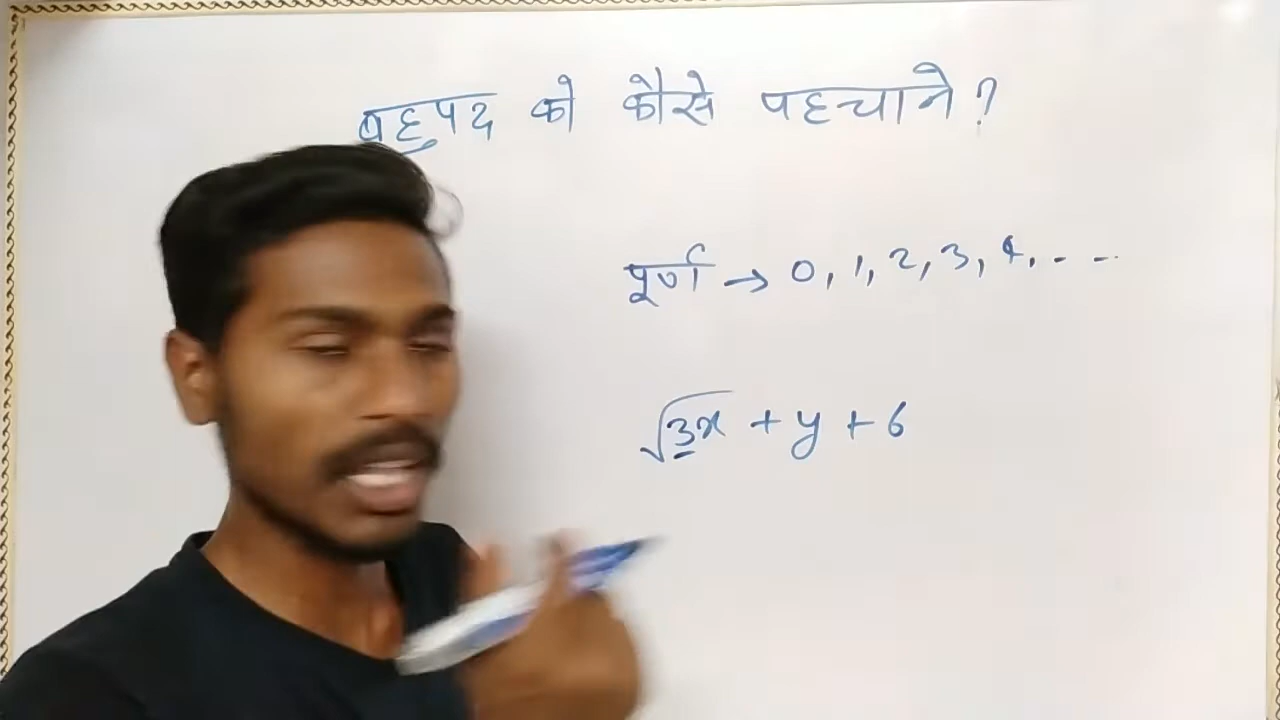 बहुपद को कैसे पहचाने?
पूर्ण → 0, 1, 2, 3, 4, - -
√3x + y + 6